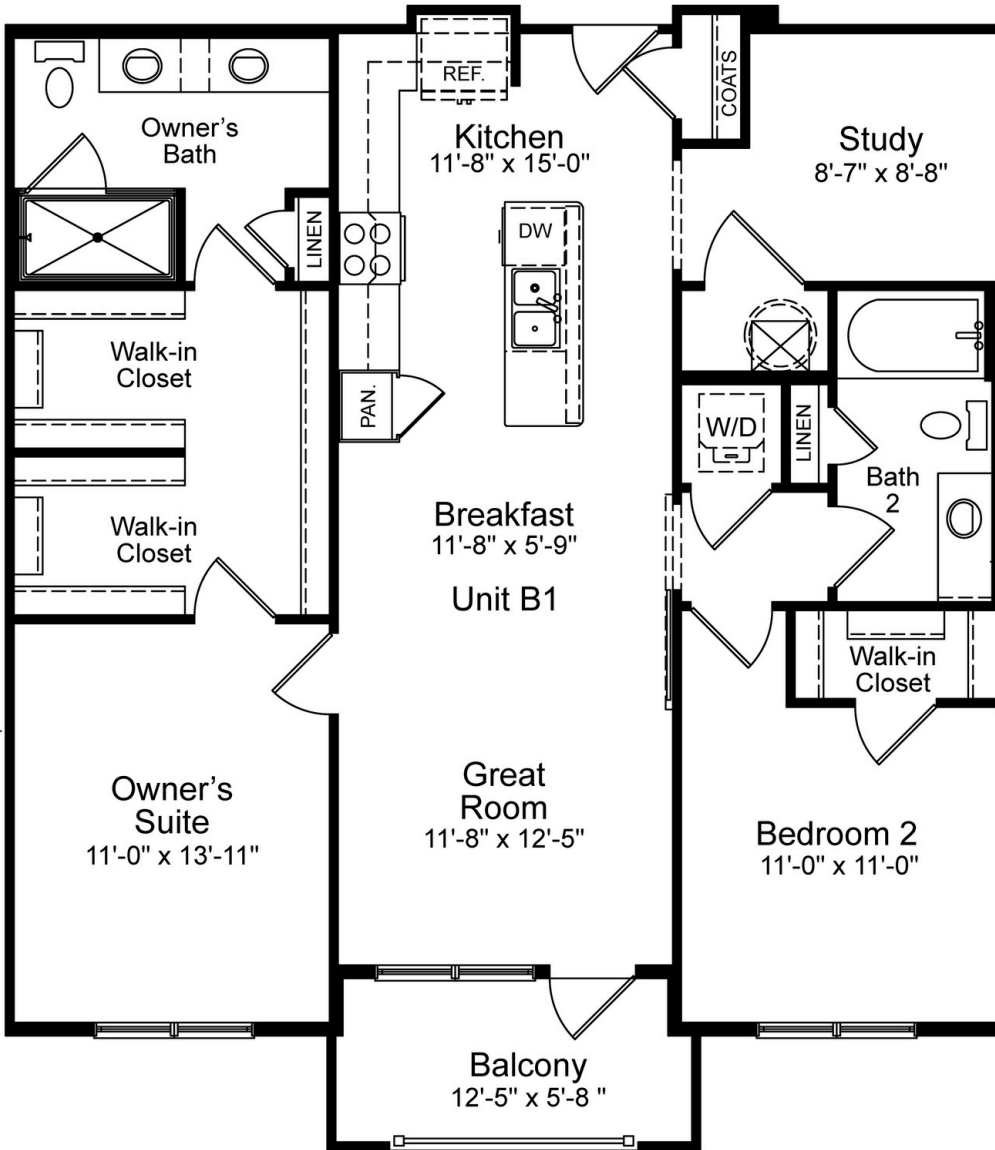 REF.
COATS
Owner's
Bath
Kitchen
11'-8" x 15'-0"
Study
8'-7" x 8'-8"
LINEN
DW
Walk-in
Closet
PAN.
W/D
LINEN
Bath
2
Walk-in
Closet
Breakfast
11'-8" x 5'-9"
Unit B1
Walk-in
Closet
Owner's
Suite
11'-0" x 13'-11"
Great
Room
11'-8" x 12'-5"
Bedroom 2
11'-0" x 11'-0"
Balcony
12'-5" x 5'-8 "